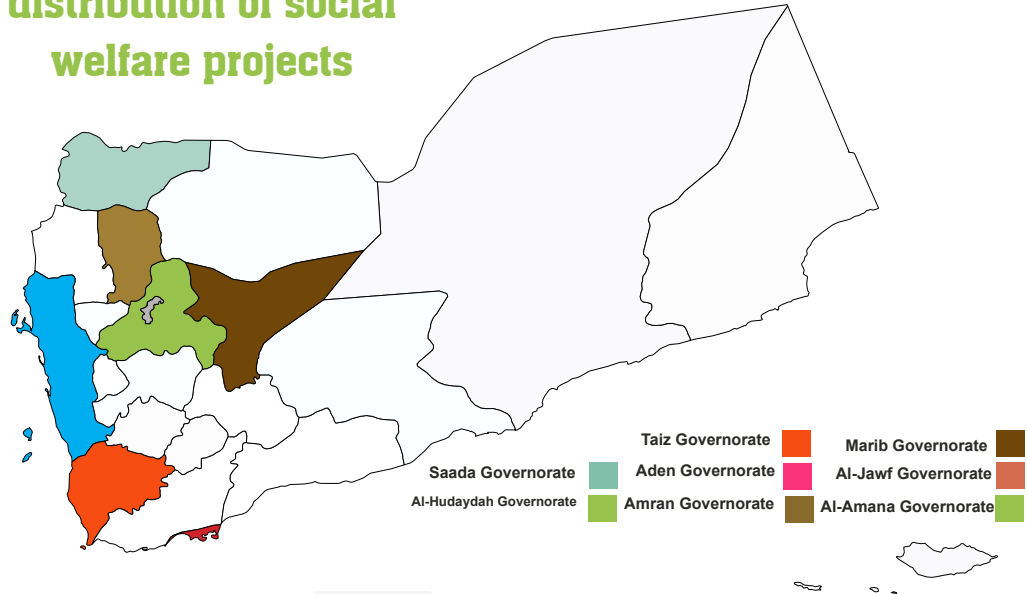 distribution of social
welfare projects
Taiz Governorate
Marib Governorate
Saada Governorate
Aden Governorate
Al-Jawf Governorate
Al-Hudaydah Governorate
Amran Governorate
Al-Amana Governorate